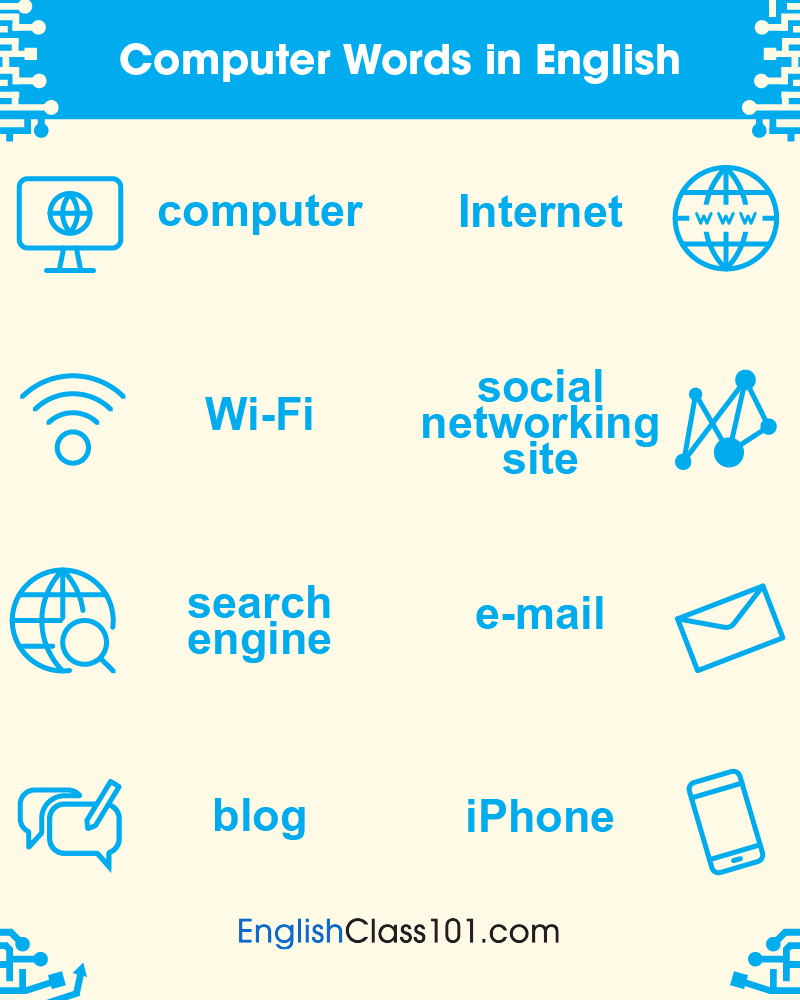 Computer Words in English
computer
Internet
www
Wi-Fi
social
networking
site
search
engine
e-mail
blog
iPhone
EnglishClass101.com